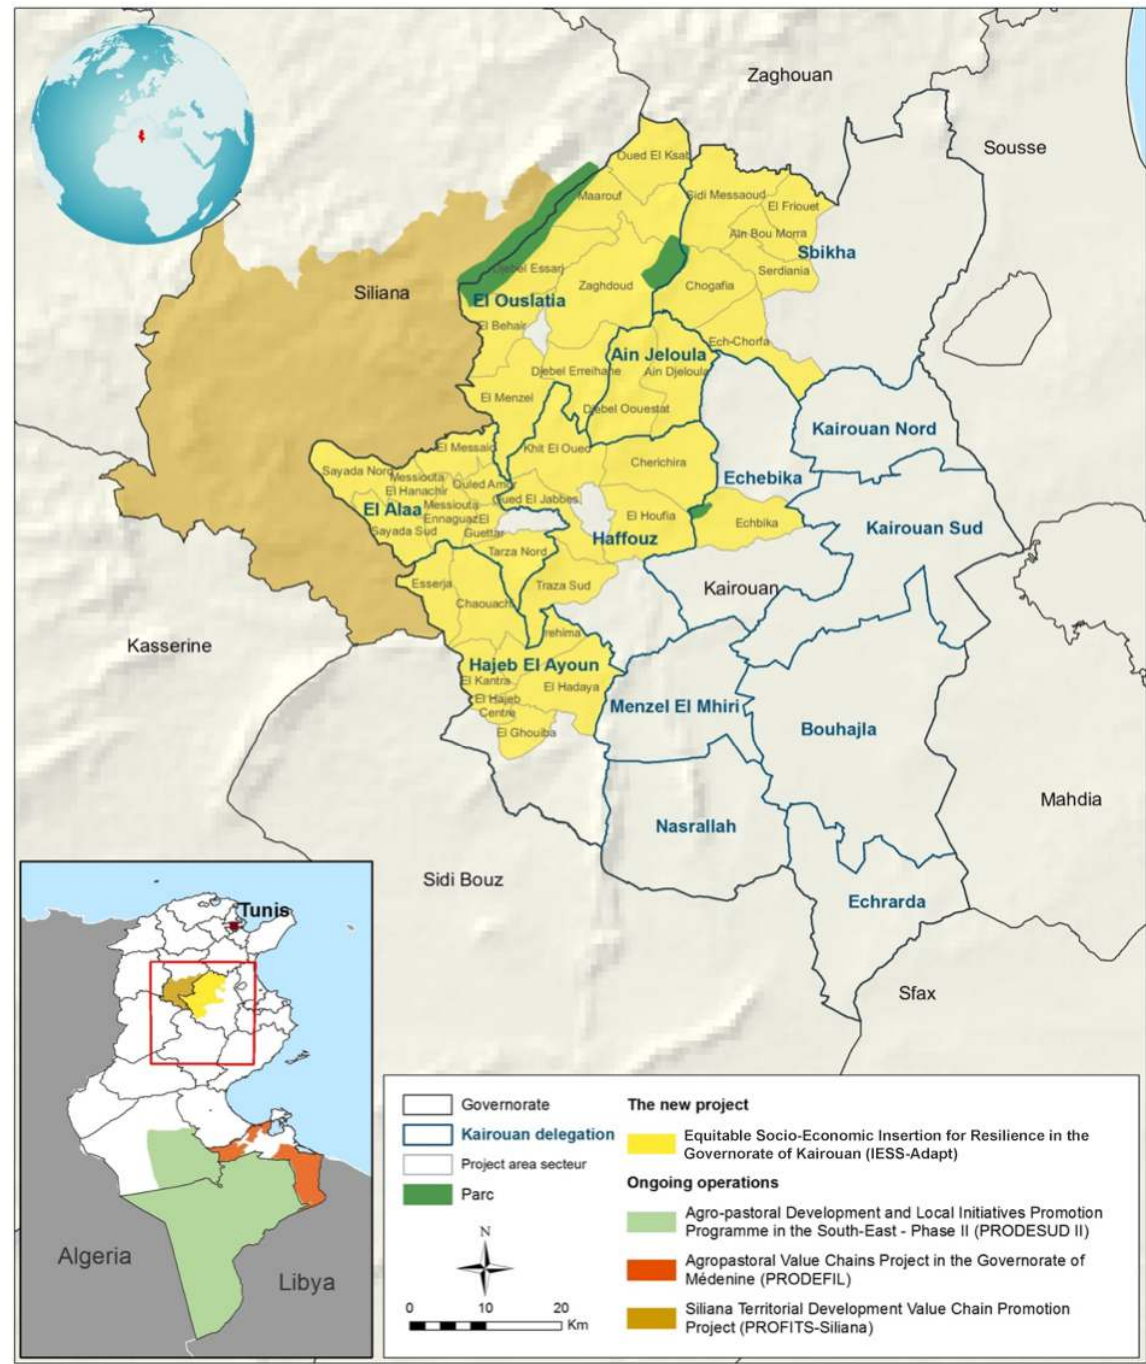 Zaghouan
Sousse
Oued El Ksab
Maarouf
Sidi Messaoud
El Friouet
Ain Bou Morra
Sbikha
Djebel Essarj
Serdiania
Siliana
Zaghdoud
Chogafia
El Ouslatia
El Behair
Ech-Chorfa
Ain Jeloula
Djebel Erreihane
Ain Djeloula
El Menzel
Djebel Oouestat
Kairouan Nord
El Messaid
Khit El Oued
Cherichira
Sayada Nord
Messiouta
El Hanachir
Ouled Amor
Echebika
Oued El Jabbes
El Alaa
Messiouta
Ennaguaz
El
Guettar
Sayada Sud
El Houfia
Echbika
Kairouan Sud
Haffouz
Tarza Nord
Esserja
Traza Sud
Kairouan
Chaouachi
Kasserine
rehima
Hajeb El Ayoun
El Kantra
El Hadaya
El Hajeb
Centre
Menzel El Mhiri
El Ghouiba
Bouhajla
Mahdia
Nasrallah
Sidi Bouz
Echrarda
Sfax
Tunis
Algeria
Libya
Governorate
Kairouan delegation
Project area secteur
Parc
N
0 10 20
Km
The new project
Equitable Socio-Economic Insertion for Resilience in the
Governorate of Kairouan (IESS-Adapt)
Ongoing operations
Agro-pastoral Development and Local Initiatives Promotion
Programme in the South-East - Phase II (PRODESUD II)
Agropastoral Value Chains Project in the Governorate of
Médenine (PRODEFIL)
Siliana Territorial Development Value Chain Promotion
Project (PROFITS-Siliana)